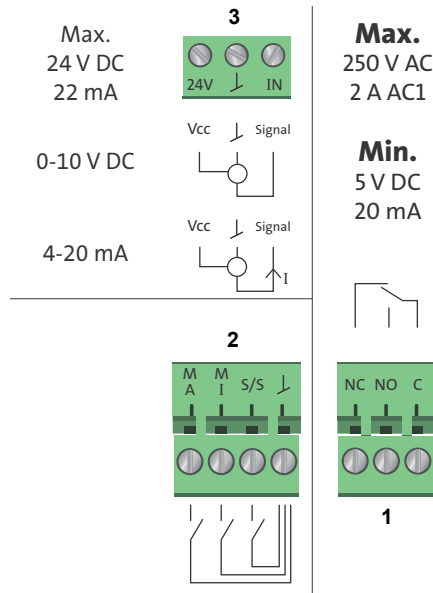 3
Max.
24 V DC
22 mA
24V IN
Vcc Signal
0-10 V DC
Vcc Signal
4-20 mA
I
Max.
250 V AC
2 A AC1
Min.
5 V DC
20 mA
2
M M
A I S/S
NC NO C
1